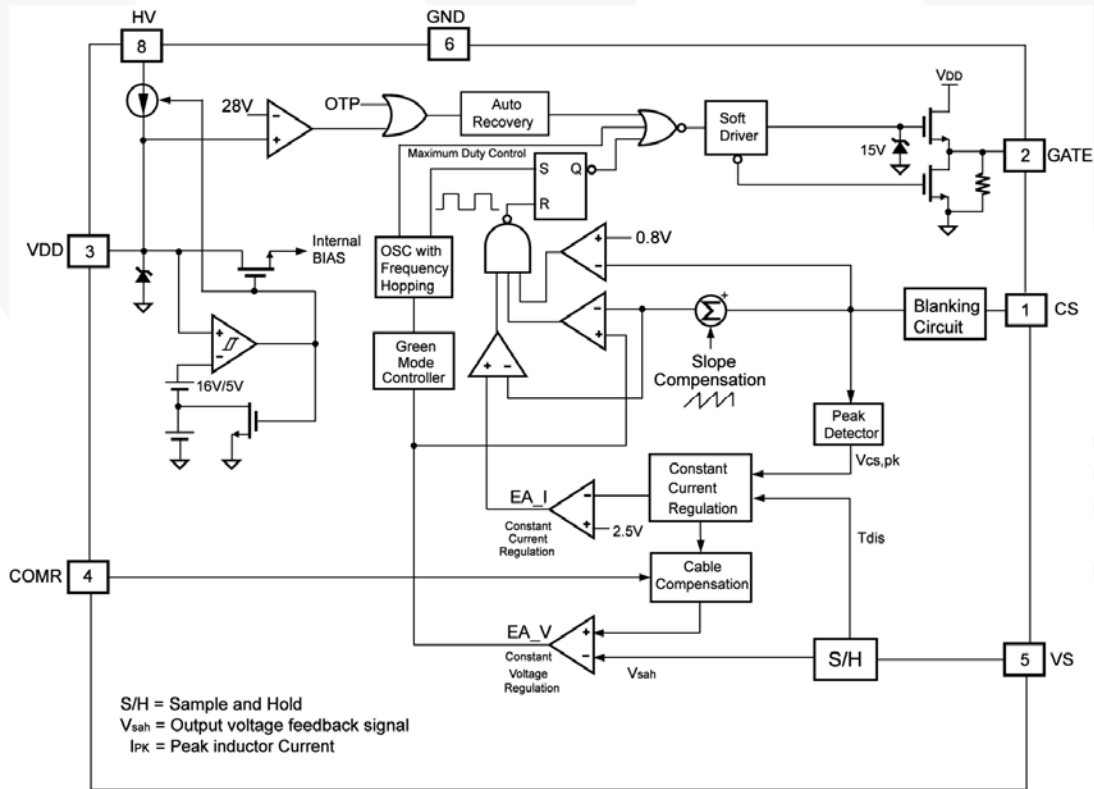 HV
8
GND
6
VDD
28V
OTP
Auto
Recovery
Soft
Driver
15V
2
GATE
Maximum Duty Control
S
Q
R
0.8V
VDD
3
Internal
BIAS
OSC with
Frequency
Hopping
Blanking
Circuit
1
CS
Σ
+
Slope
Compensation
Green
Mode
Controller
16V/5V
Peak
Detector
Vcs,pk
Constant
Current
Regulation
EA_I
Constant
Current
Regulation
2.5V
Tdis
COMR
4
Cable
Compensation
EA_V
Constant
Voltage
Regulation
Vsah
S/H
5
VS
S/H = Sample and Hold
Vsah = Output voltage feedback signal
IPK = Peak inductor Current